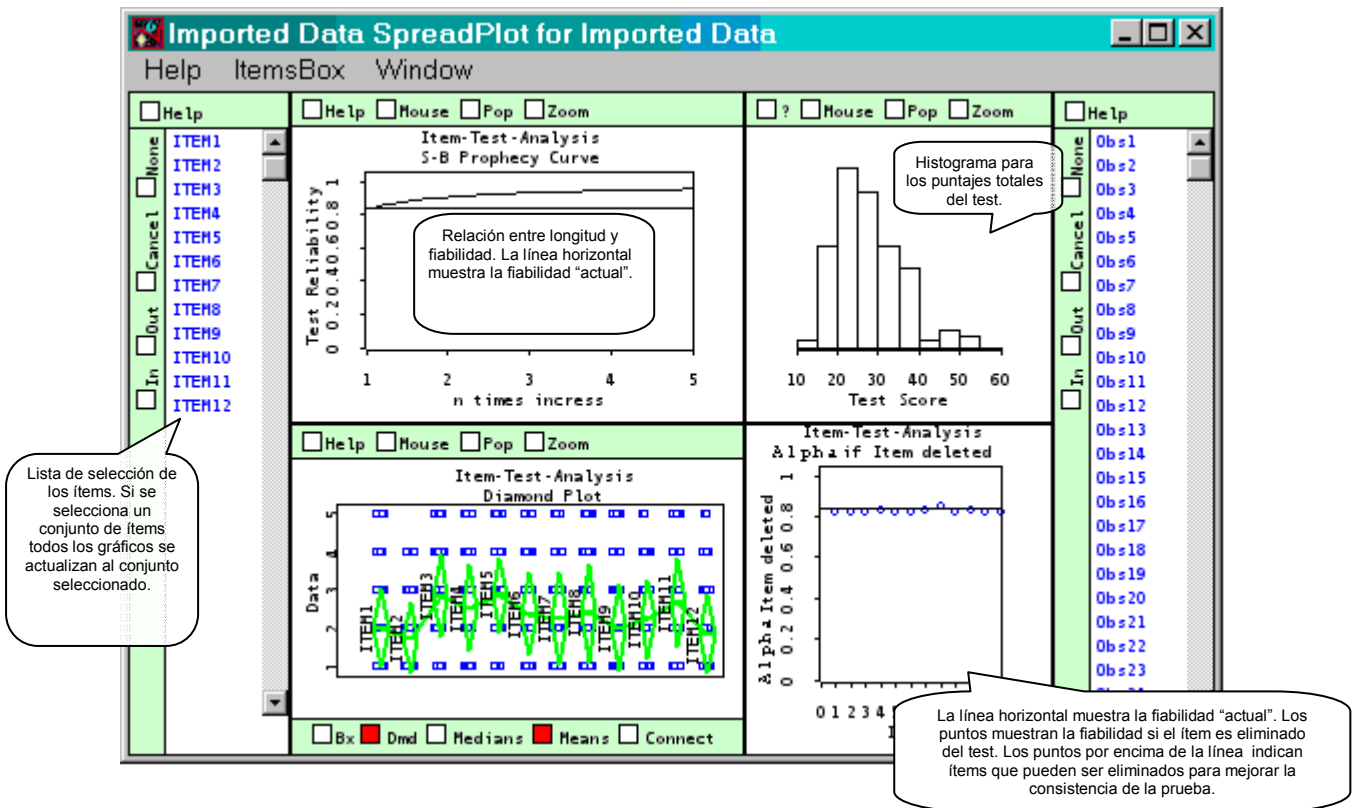 Imported Data SpreadPlot for Imported Data
Help ItemsBox Window
Help
None
Cancel
Out
In
ITEM1
ITEM2
ITEM3
ITEM4
ITEM5
ITEM6
ITEM7
ITEM8
ITEM9
ITEM10
ITEM11
ITEM12
Lista de selección de
los ítems. Si se
selecciona un
conjunto de ítems
todos los gráficos se
actualizan al conjunto
seleccionado.
Help Mouse Pop Zoom
Item-Test-Analysis
S-B Prophecy Curve
Test Reliability
0 0.2 0.4 0.6 0.8 1
Relación entre longitud y
fiabilidad. La línea horizontal
muestra la fiabilidad “actual”.
1 2 3 4 5
n times incress
? Mouse Pop Zoom
Histograma para
los puntajes totales
del test.
10 20 30 40 50 60
Test Score
Help Mouse Pop Zoom
Item-Test-Analysis
Diamond Plot
Data
1 2 3 4 5
ITEM1
ITEM2
ITEM3
ITEM4
ITEM5
ITEM6
ITEM7
ITEM8
ITEM9
ITEM10
ITEM11
ITEM12
Bx Dmd Medians Means Connect
Item-Test-Analysis
Alpha if Item deleted
Alpha Item deleted
0 0.2 0.4 0.6 0.8 1
0 1 2 3 4
La línea horizontal muestra la fiabilidad “actual”. Los
puntos muestran la fiabilidad si el ítem es eliminado
del test. Los puntos por encima de la línea indican
ítems que pueden ser eliminados para mejorar la
consistencia de la prueba.
Help
None
Cancel
Out
In
Obs1
Obs2
Obs3
Obs4
Obs5
Obs6
Obs7
Obs8
Obs9
Obs10
Obs11
Obs12
Obs13
Obs14
Obs15
Obs16
Obs17
Obs18
Obs19
Obs20
Obs21
Obs22
Obs23